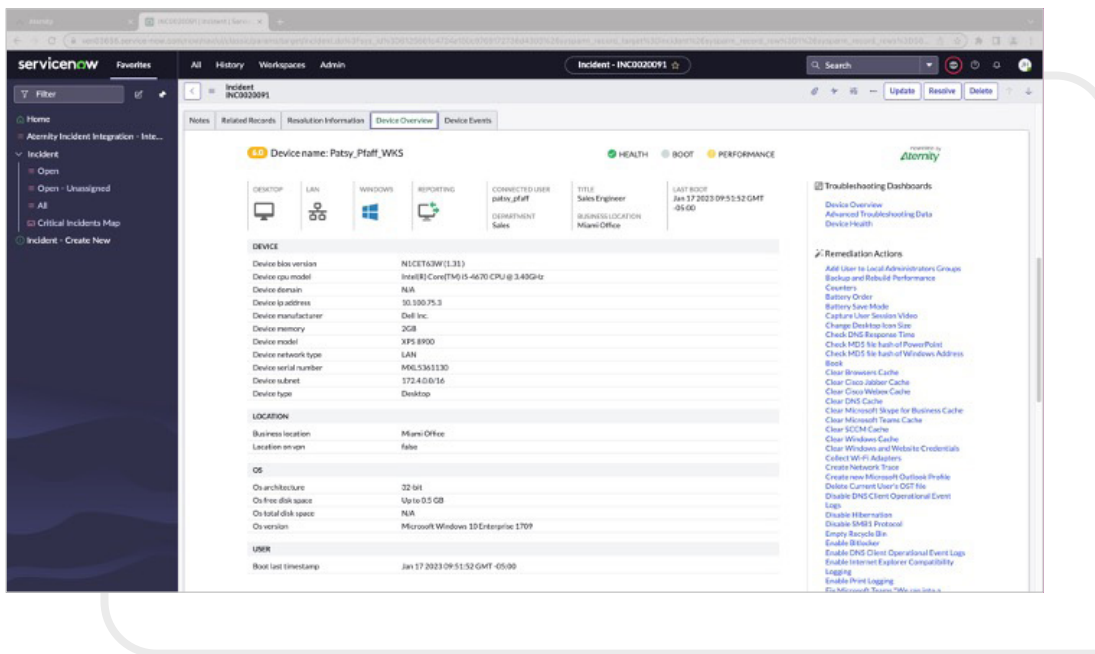 Aternity
servicenow Favorites All History Workspaces Admin Incident - INC0020091 Search
Filter
Incident
INC0020091
Update Resolve Delete
Home
Aternity Incident Integration - Inte...
Incident
Open
Open - Unassigned
All
Critical Incidents Map
Incident - Create New
Notes Related Records Resolution Information Device Overview Device Events
6.0 Device name: Patsy_Pfaff_WKS HEALTH BOOT PERFORMANCE
DESKTOP LAN WINDOWS REPORTING
CONNECTED USER
patsy_pfaff
DEPARTMENT
Sales
TITLE
Sales Engineer
BUSINESS LOCATION
Miami Office
LAST BOOT
Jan 17 2023 09:51:52 GMT
-05:00
DEVICE
Device bios version N1CET63W (1.31)
Device cpu model Intel(R) Core(TM) i5-4670 CPU @ 3.40GHz
Device domain N/A
Device ip address 10.100.75.3
Device manufacturer Dell Inc.
Device memory 2GB
Device model XPS 8900
Device network type LAN
Device serial number MXL5361130
Device subnet 172.4.0.0/16
Device type Desktop
LOCATION
Business location Miami Office
Location on vpn false
OS
Os architecture 32-bit
Os free disk space Up to 0.5 GB
Os total disk space N/A
Os version Microsoft Windows 10 Enterprise 1709
USER
Boot last timestamp Jan 17 2023 09:51:52 GMT -05:00
POWERED BY
Aternity
Troubleshooting Dashboards
Device Overview
Advanced Troubleshooting Data
Device Health
Remediation Actions
Add User to Local Administrators Groups
Backup and Rebuild Performance
Counters
Battery Order
Battery Save Mode
Capture User Session Video
Change Desktop Icon Size
Check DNS Response Time
Check MD5 file hash of PowerPoint
Check MD5 file hash of Windows Address
Book
Clear Browsers Cache
Clear Cisco Jabber Cache
Clear Cisco Webex Cache
Clear DNS Cache
Clear Microsoft Skype for Business Cache
Clear Microsoft Teams Cache
Clear SCCM Cache
Clear Windows Cache
Clear Windows and Website Credentials
Collect Wi-Fi Adapters
Create Network Trace
Create new Microsoft Outlook Profile
Delete Current User's OST file
Disable DNS Client Operational Event
Logs
Disable Hibernation
Disable SMB1 Protocol
Empty Recycle Bin
Enable Bitlocker
Enable DNS Client Operational Event Logs
Enable Internet Explorer Compatibility
Logging
Enable Print Logging
Fix Microsoft Teams "We ran into a